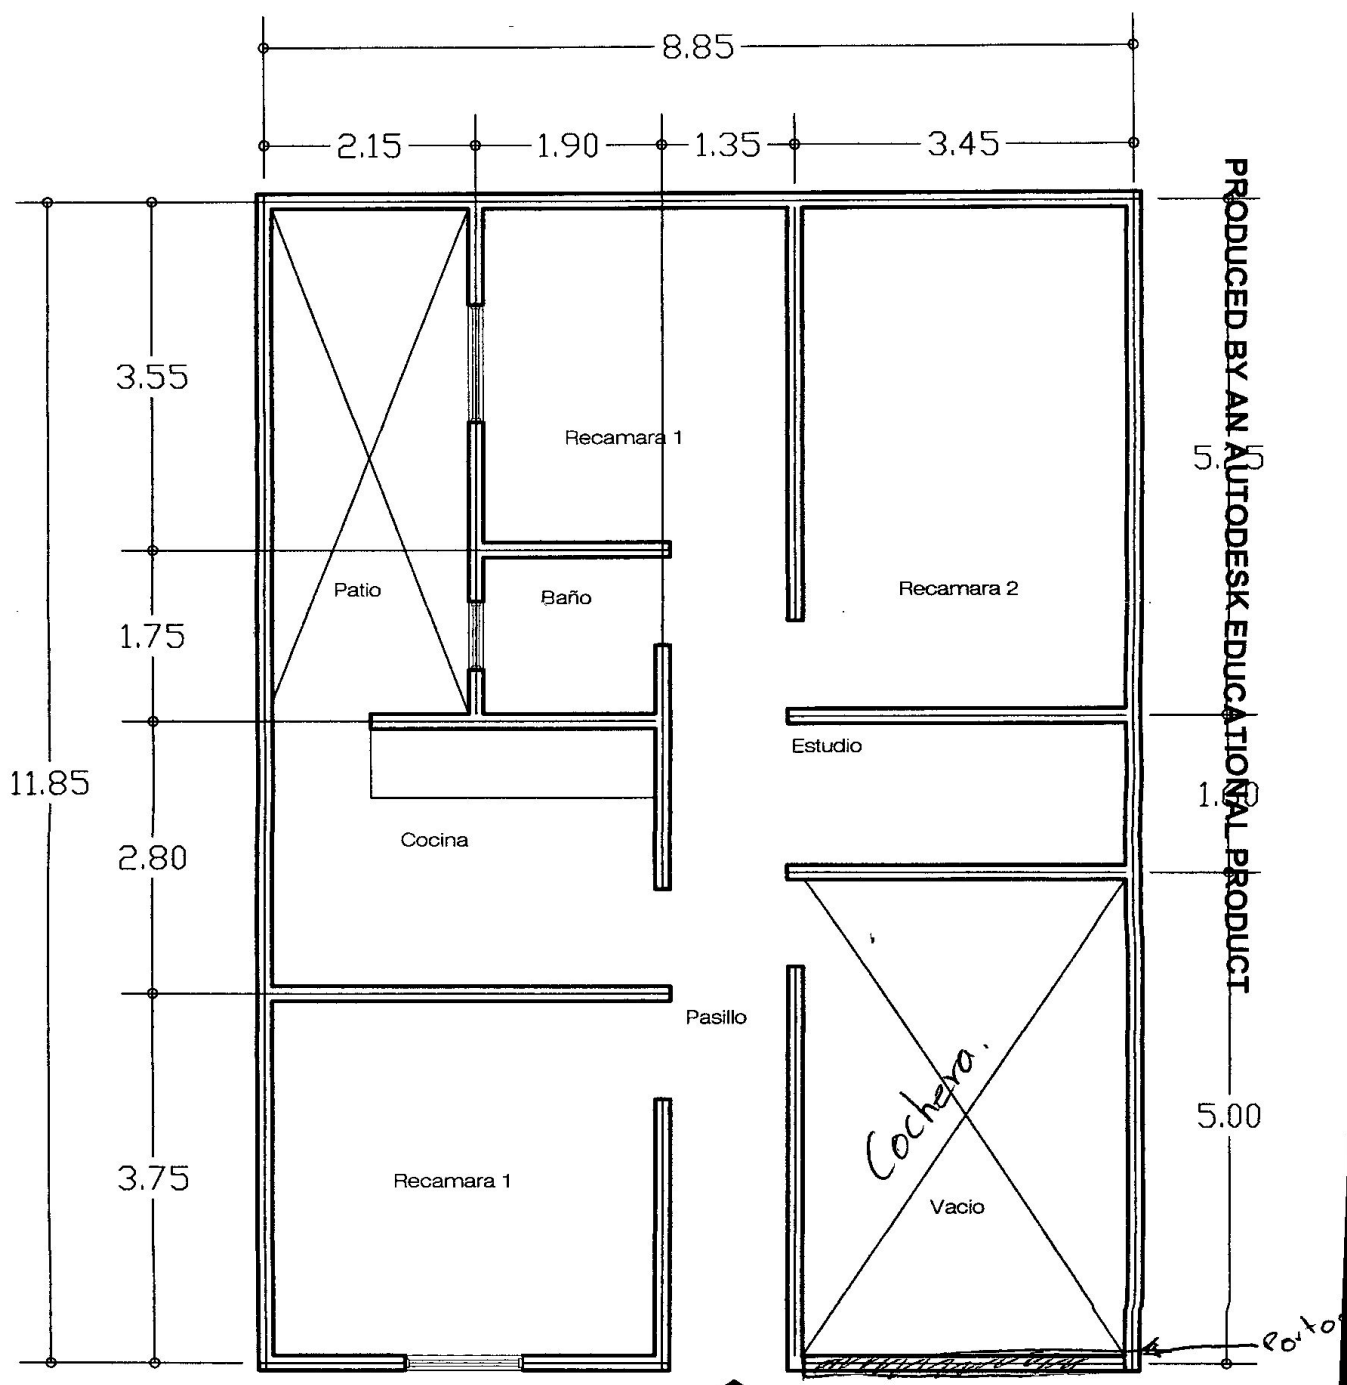 8.85
2.15
1.90
1.35
3.45
PRODUCED BY AN AUTODESK EDUCATIONAL PRODUCT
3.55
Recamara 1
Patio
Baño
Recamara 2
1.75
Estudio
11.85
Cocina
2.80
Pasillo
Cochera.
5.00
3.75
Recamara 1
Vacio